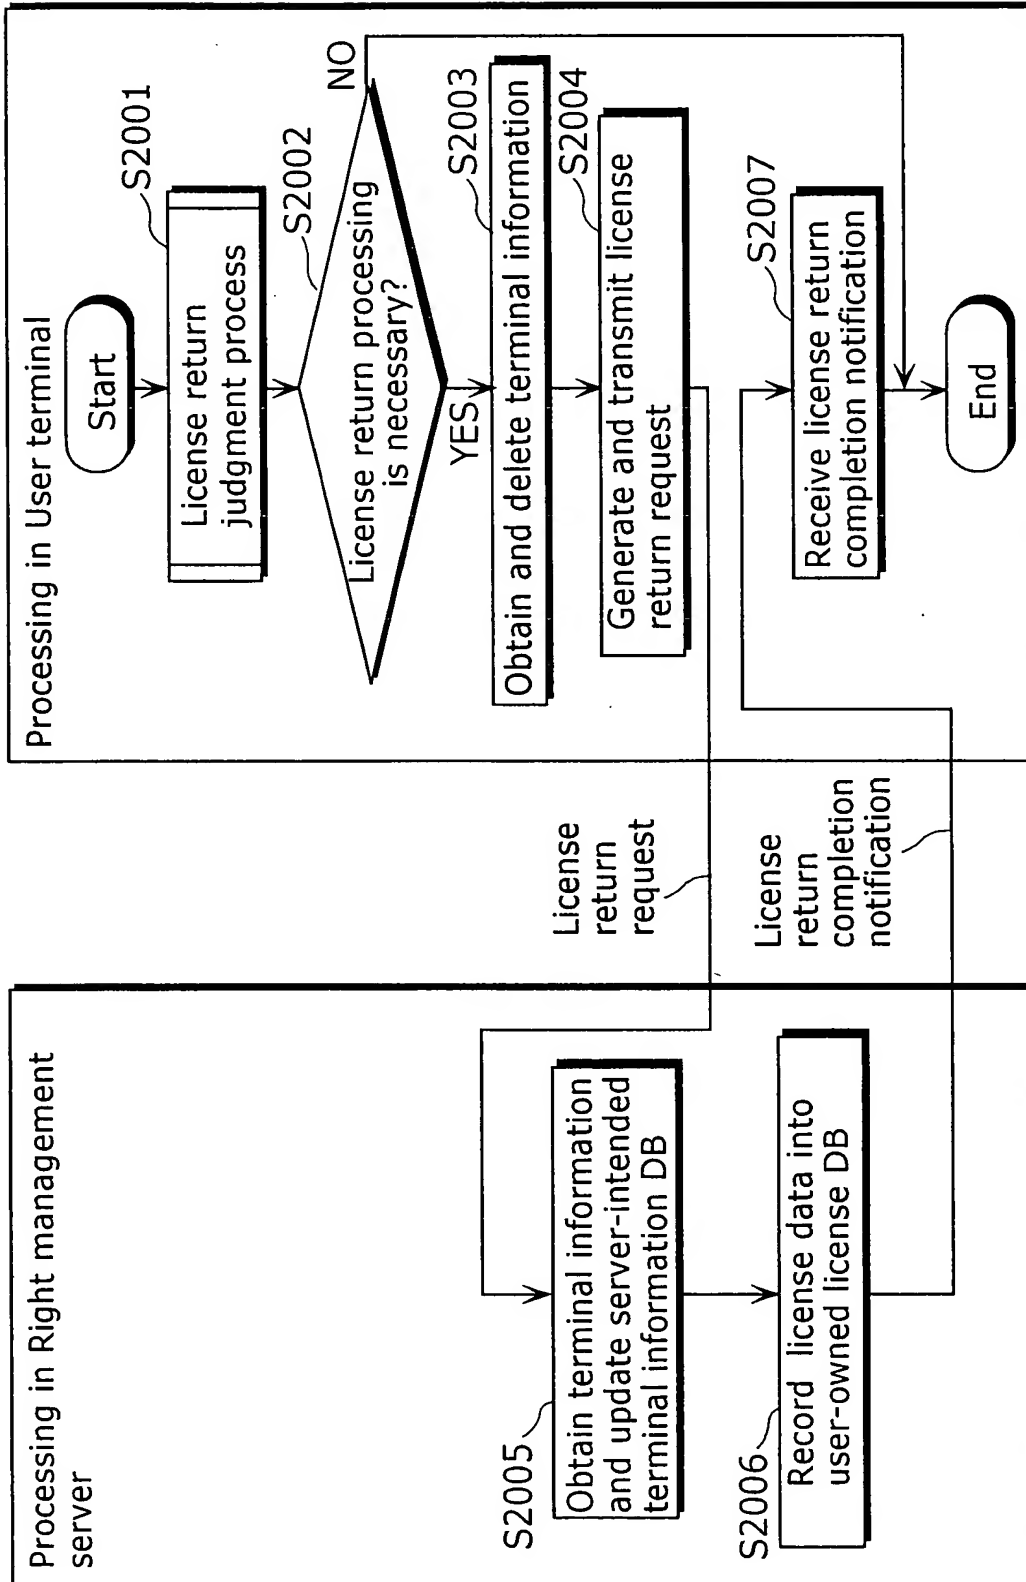 Processing in Right management
server
S2005
Obtain terminal information
and update server-intended
terminal information DB
S2006
Record license data into
user-owned license DB
License
return
request
License
return
completion
notification
Processing in User terminal
Start
S2001
License return
judgment process
S2002
License return processing
is necessary?
NO
YES
S2003
Obtain and delete terminal information
S2004
Generate and transmit license
return request
S2007
Receive license return
completion notification
End